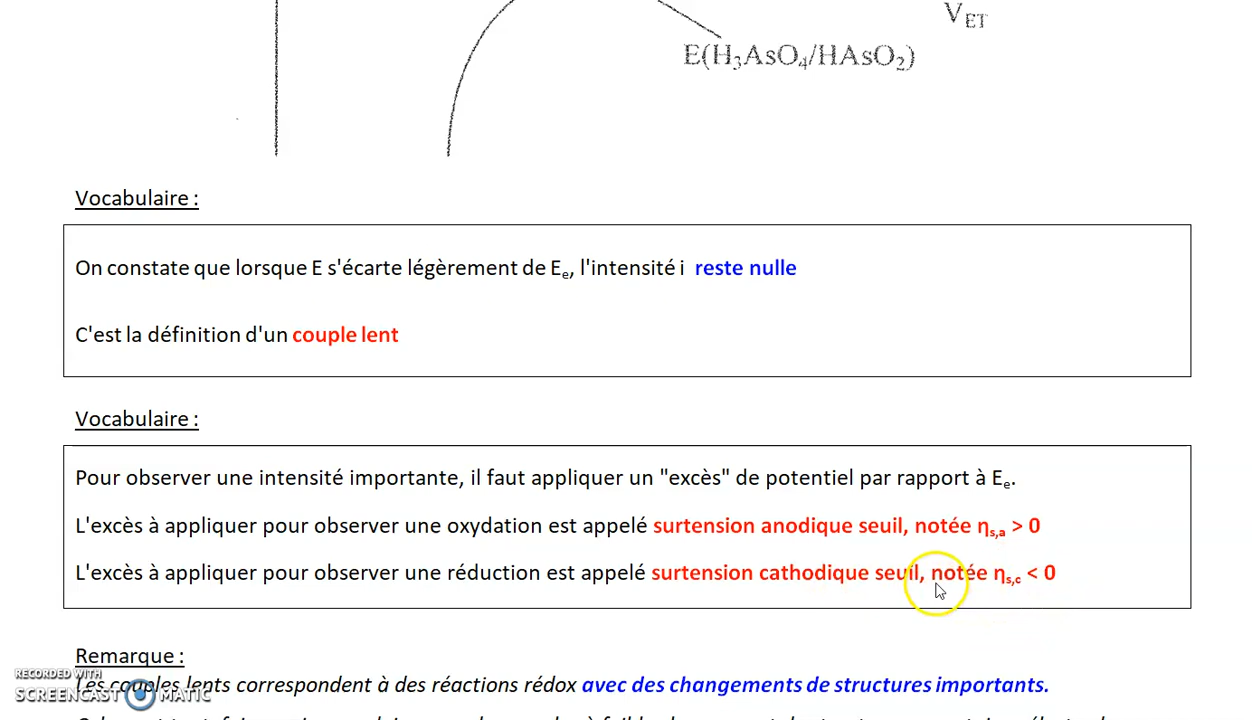 V_ET
E(H₃AsO₄/HAsO₂)
Vocabulaire :
On constate que lorsque E s'écarte légèrement de Eₑ, l'intensité i reste nulle
C'est la définition d'un couple lent
Vocabulaire :
Pour observer une intensité importante, il faut appliquer un "excès" de potentiel par rapport à Eₑ.
L'excès à appliquer pour observer une oxydation est appelé surtension anodique seuil, notée η_s,a > 0
L'excès à appliquer pour observer une réduction est appelé surtension cathodique seuil, notée η_s,c < 0
Remarque :
RECORDED WITH
Les couples lents correspondent à des réactions rédox avec des changements de structures importants.
SCREENCAST MATIC